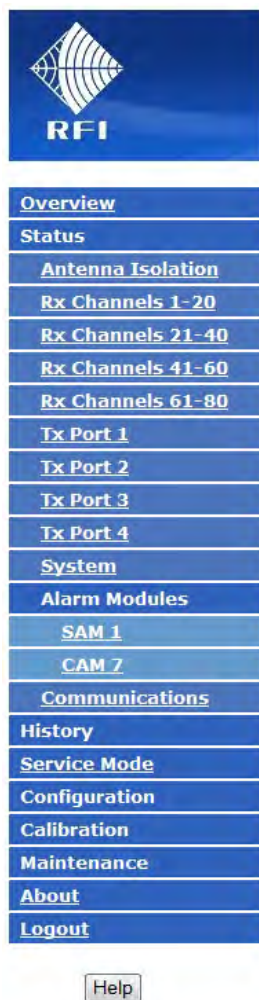 RFI
Overview
Status
Antenna Isolation
Rx Channels 1-20
Rx Channels 21-40
Rx Channels 41-60
Rx Channels 61-80
Tx Port 1
Tx Port 2
Tx Port 3
Tx Port 4
System
Alarm Modules
SAM 1
CAM 7
Communications
History
Service Mode
Configuration
Calibration
Maintenance
About
Logout
Help